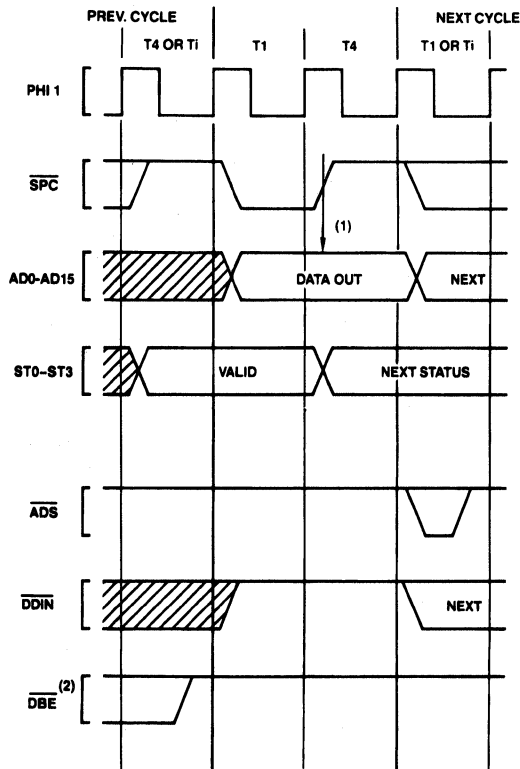 PREV. CYCLE
NEXT CYCLE
T4 OR Ti
T1
T4
T1 OR Ti
PHI 1
SPC
(1)
AD0-AD15
DATA OUT
NEXT
ST0–ST3
VALID
NEXT STATUS
ADS
DDIN
NEXT
DBE (2)